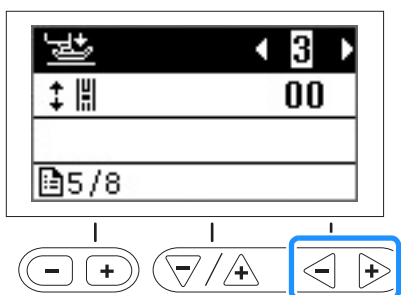 3
00
5/8
- + / + - +